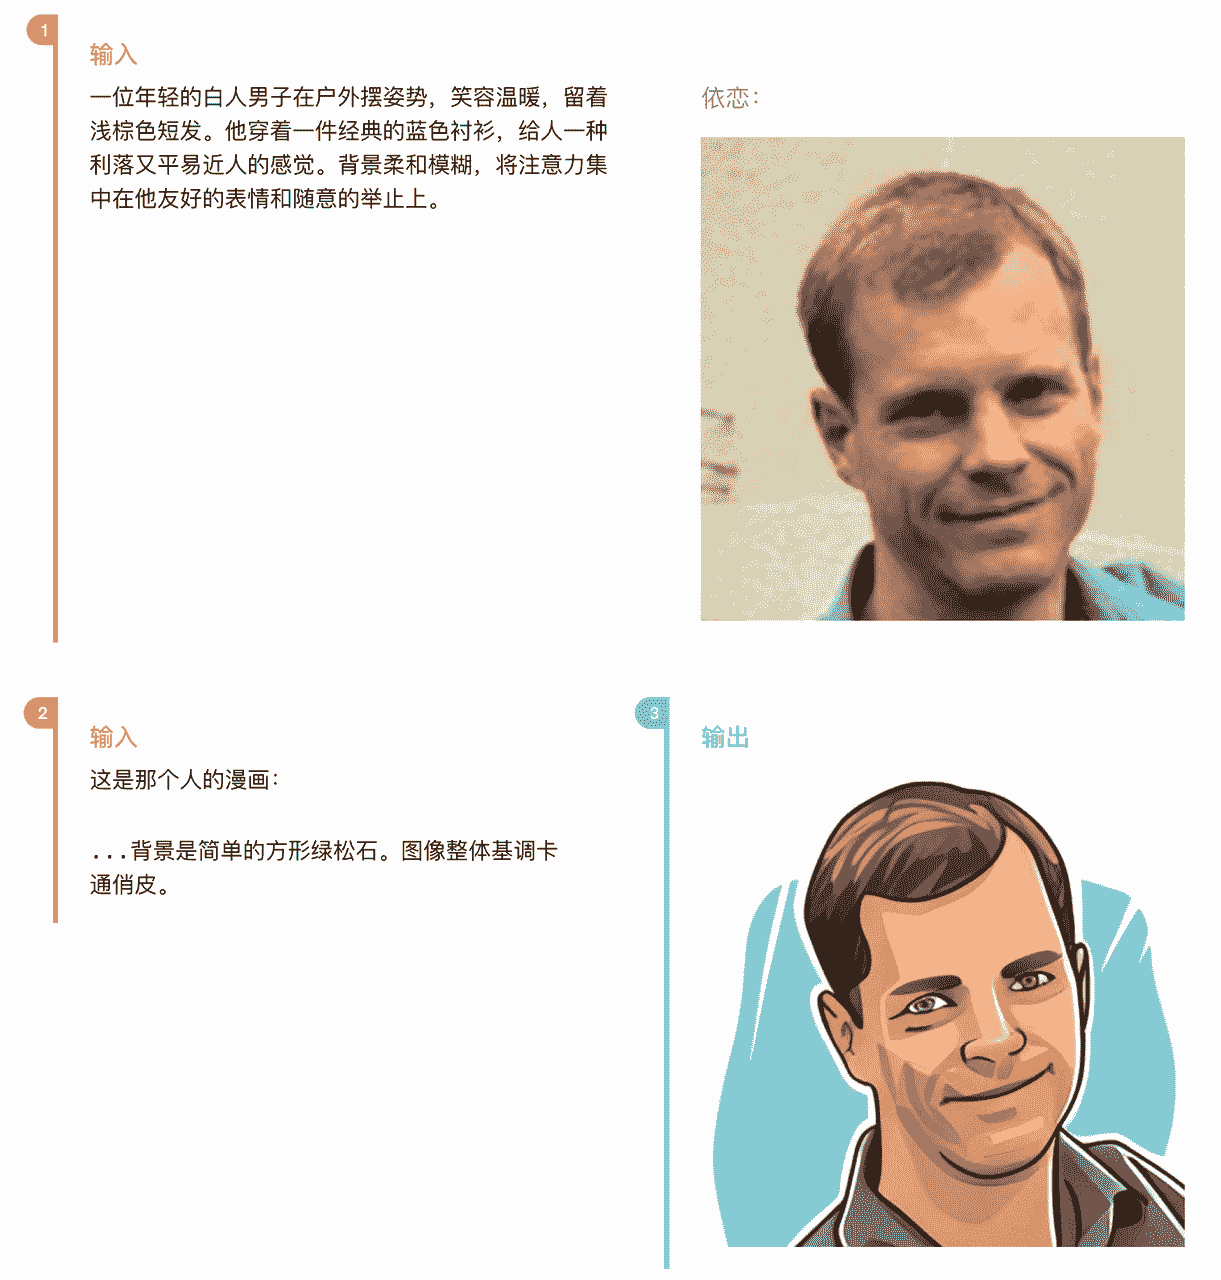 1
输入
一位年轻的白人男子在户外摆姿势，笑容温暖，留着
浅棕色短发。他穿着一件经典的蓝色衬衫，给人一种
利落又平易近人的感觉。背景柔和模糊，将注意力集
中在他友好的表情和随意的举止上。
依恋：
2
输入
这是那个人的漫画：
...背景是简单的方形绿松石。图像整体基调卡
通俏皮。
3
输出